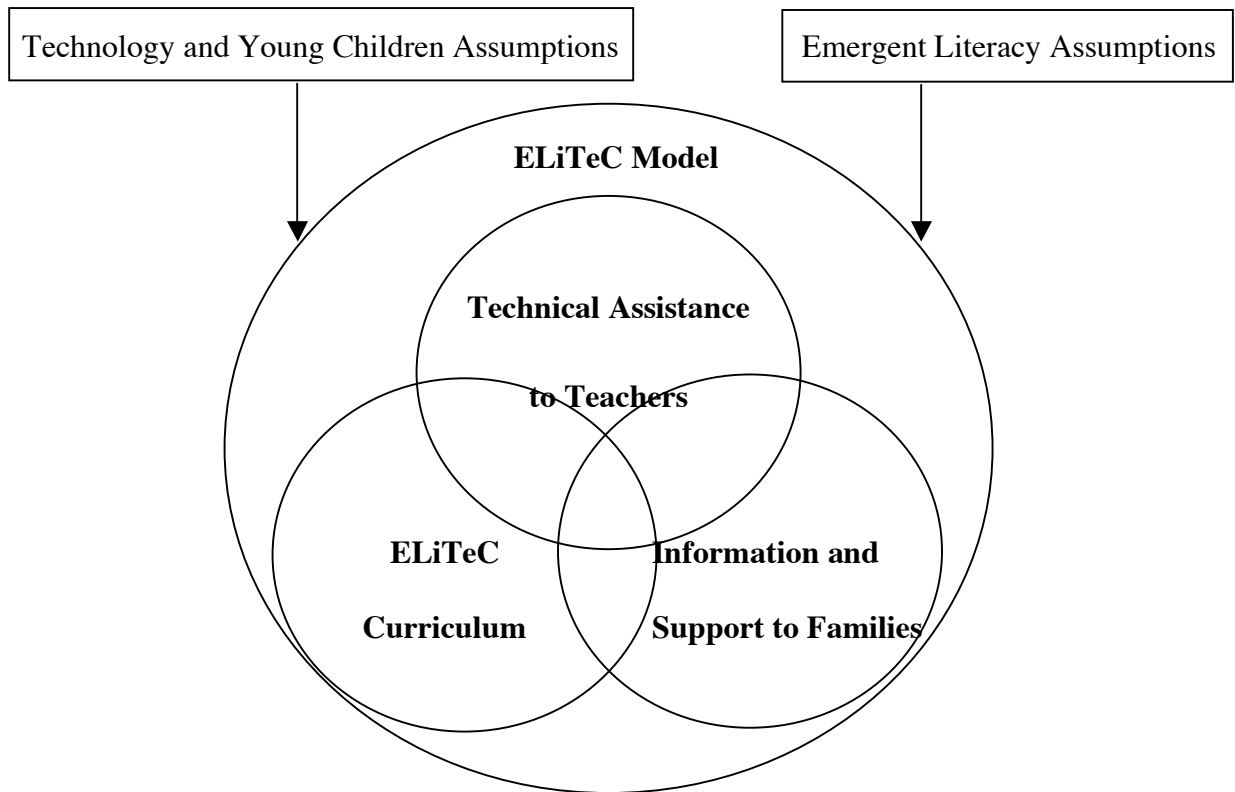 Technology and Young Children Assumptions
Emergent Literacy Assumptions
ELiTeC Model
Technical Assistance
to Teachers
ELiTeC
Curriculum
Information and
Support to Families